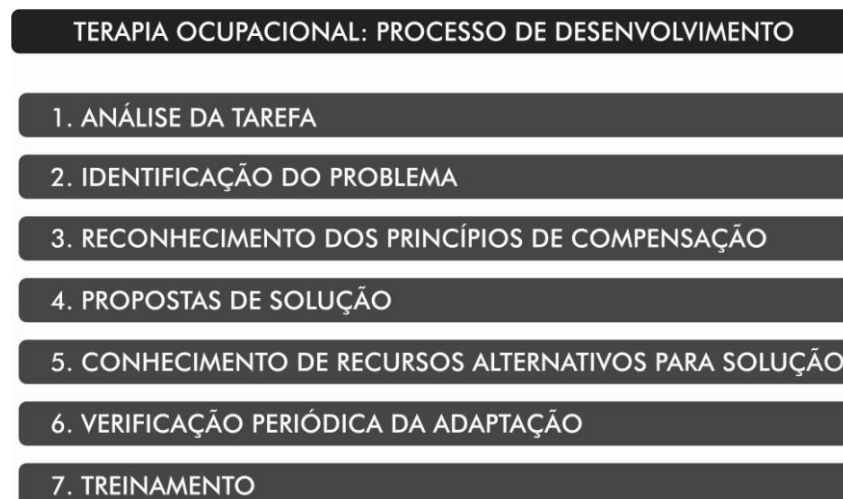 TERAPIA OCUPACIONAL: PROCESSO DE DESENVOLVIMENTO
1. ANÁLISE DA TAREFA
2. IDENTIFICAÇÃO DO PROBLEMA
3. RECONHECIMENTO DOS PRINCÍPIOS DE COMPENSAÇÃO
4. PROPOSTAS DE SOLUÇÃO
5. CONHECIMENTO DE RECURSOS ALTERNATIVOS PARA SOLUÇÃO
6. VERIFICAÇÃO PERIÓDICA DA ADAPTAÇÃO
7. TREINAMENTO